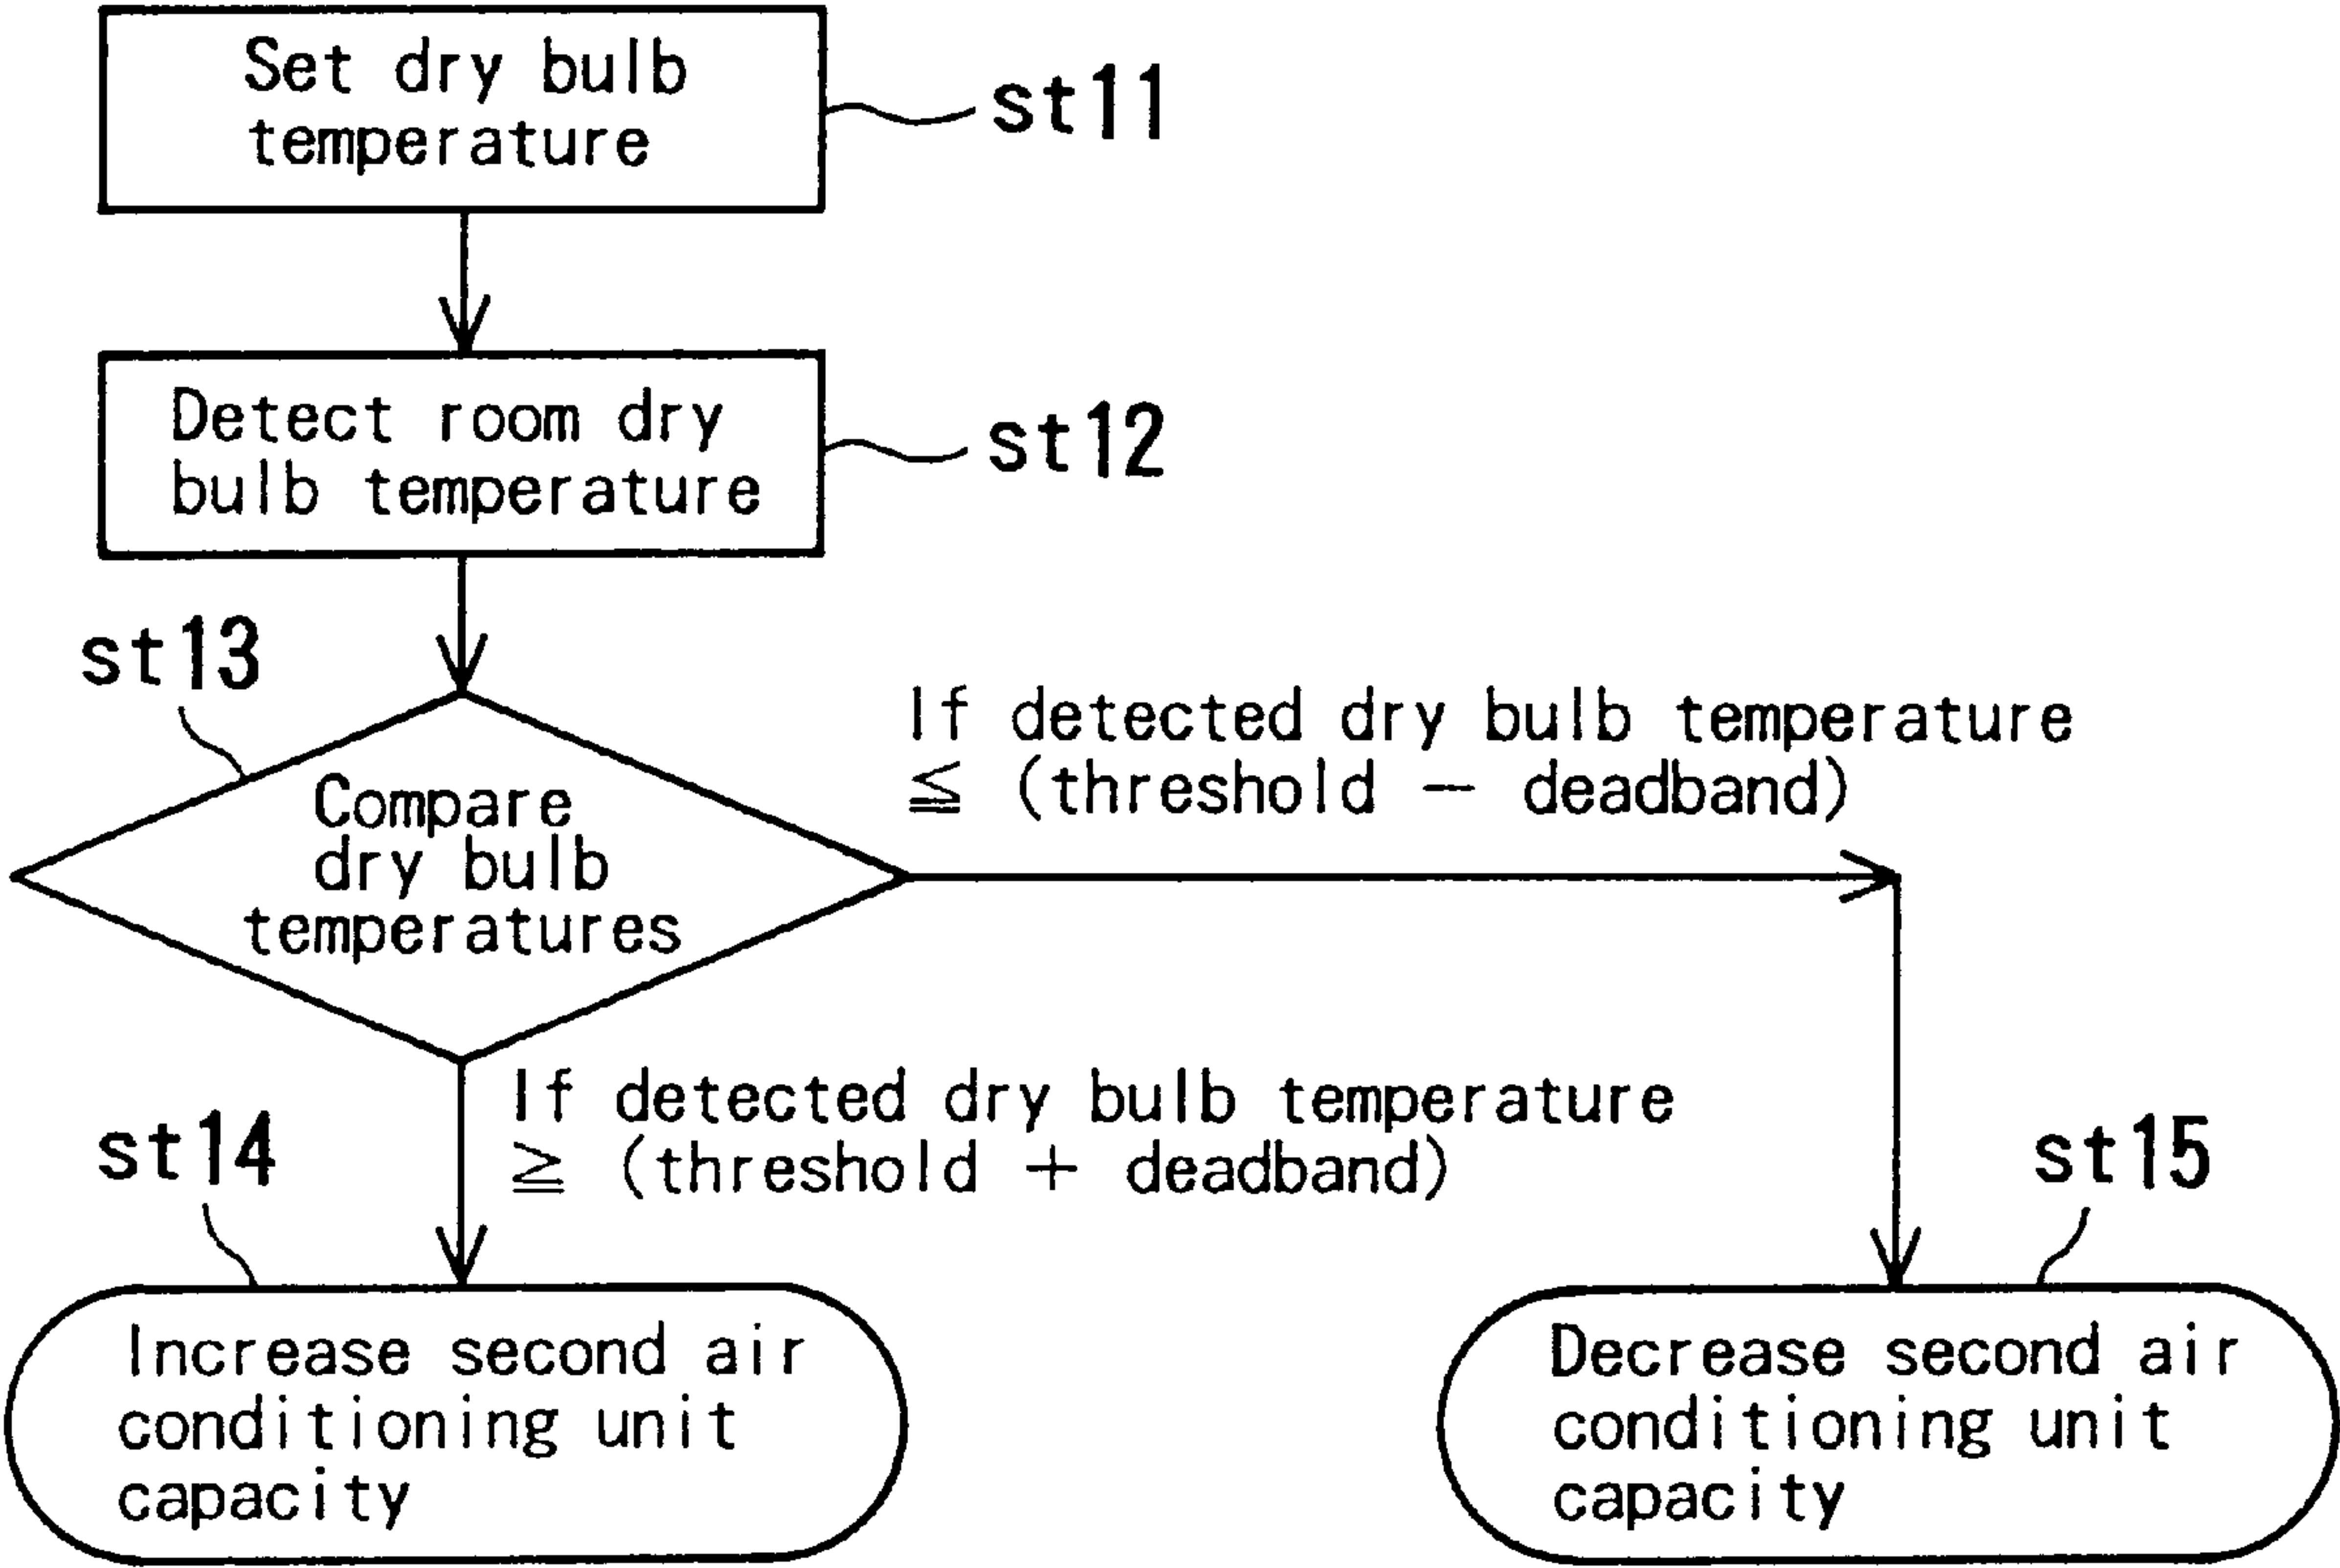 Set dry bulb
temperature
st11
Detect room dry
bulb temperature
st12
st13
Compare
dry bulb
temperatures
If detected dry bulb temperature
≦ (threshold − deadband)
If detected dry bulb temperature
≧ (threshold + deadband)
st14
st15
Increase second air
conditioning unit
capacity
Decrease second air
conditioning unit
capacity